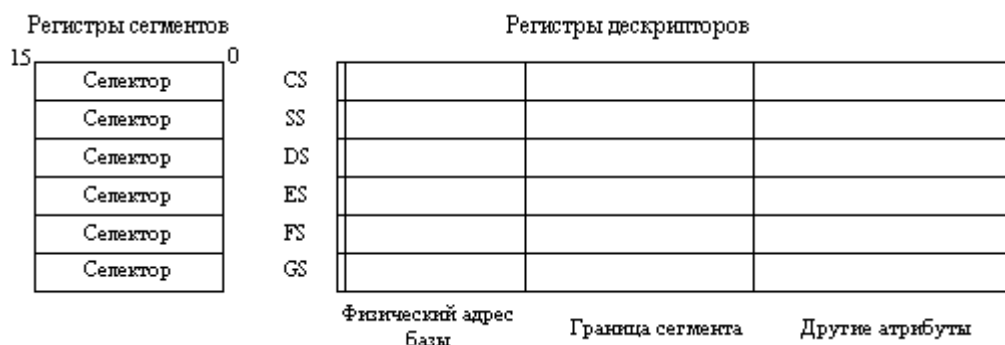 Регистры сегментов
Регистры дескрипторов
15
0
Селектор
CS
Селектор
SS
Селектор
DS
Селектор
ES
Селектор
FS
Селектор
GS
Физический адрес
базы
Граница сегмента
Другие атрибуты